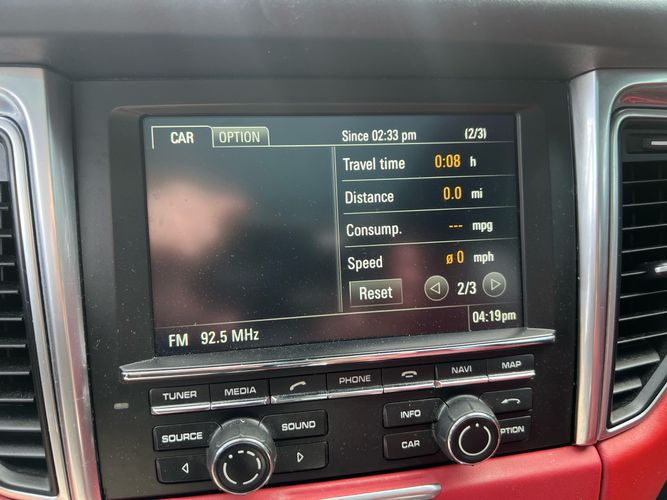 CAR OPTION Since 02:33 pm (2/3)
Travel time 0:08 h
Distance 0.0 mi
Consump. --- mpg
Speed ø 0 mph
Reset 2/3
04:19pm
FM 92.5 MHz
TUNER MEDIA PHONE NAVI MAP
SOURCE SOUND INFO
CAR OPTION